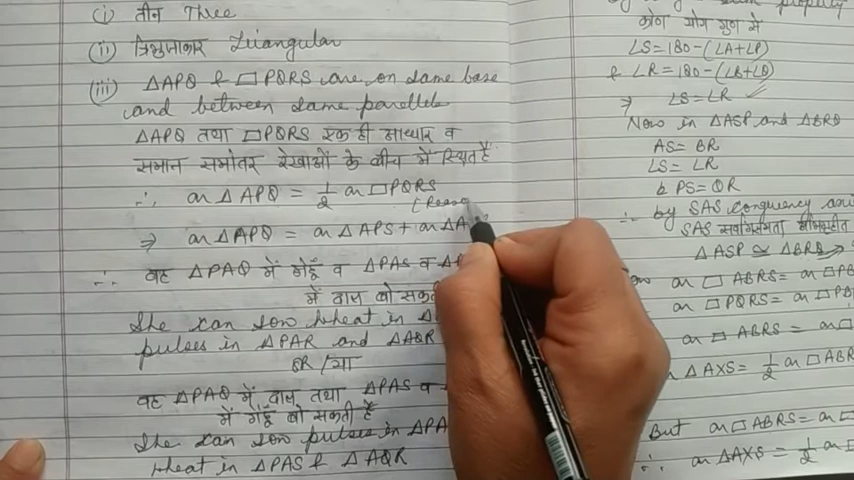 (i) तीन Three
(ii) त्रिभुजाकार Triangular
(iii) △APQ & □PQRS are on same base
and between same parallels
△APQ तथा □PQRS एक ही आधार व
समान समांतर रेखाओं के बीच में स्थित है
∴ ar △APQ = 1/2 ar □PQRS
(Reaso
⇒ ar △APQ = ar △APS + ar △A
∴ वह △PAQ में गेहूँ व △PAS व
में दाल बो सकती
She can sow wheat in
pulses in △PAR and △AQR
OR/या
वह △PAQ में दाल तथा △PAS व
में गेहूँ बो सकती है
She can sow pulses in △PA
wheat in △PAS & △AQR
property
कोण योग गुण से
∠S = 180 - (∠A + ∠P)
& ∠R = 180 - (∠B + ∠Q)
⇒ ∠S = ∠R ✓
Now in △ASP and △BRQ
AS = BR
∠S = ∠R
& PS = QR
∴ by SAS congruency
SAS सर्वांगसमता
△ASP ≅ △BRQ
ar □ABRS = ar □PB
ar □PQRS = ar □PB
ar □ABRS = ar
△AXS = 1/2 ar □ABR
But ar □ABRS = ar
∴ ar △AXS = 1/2 ar